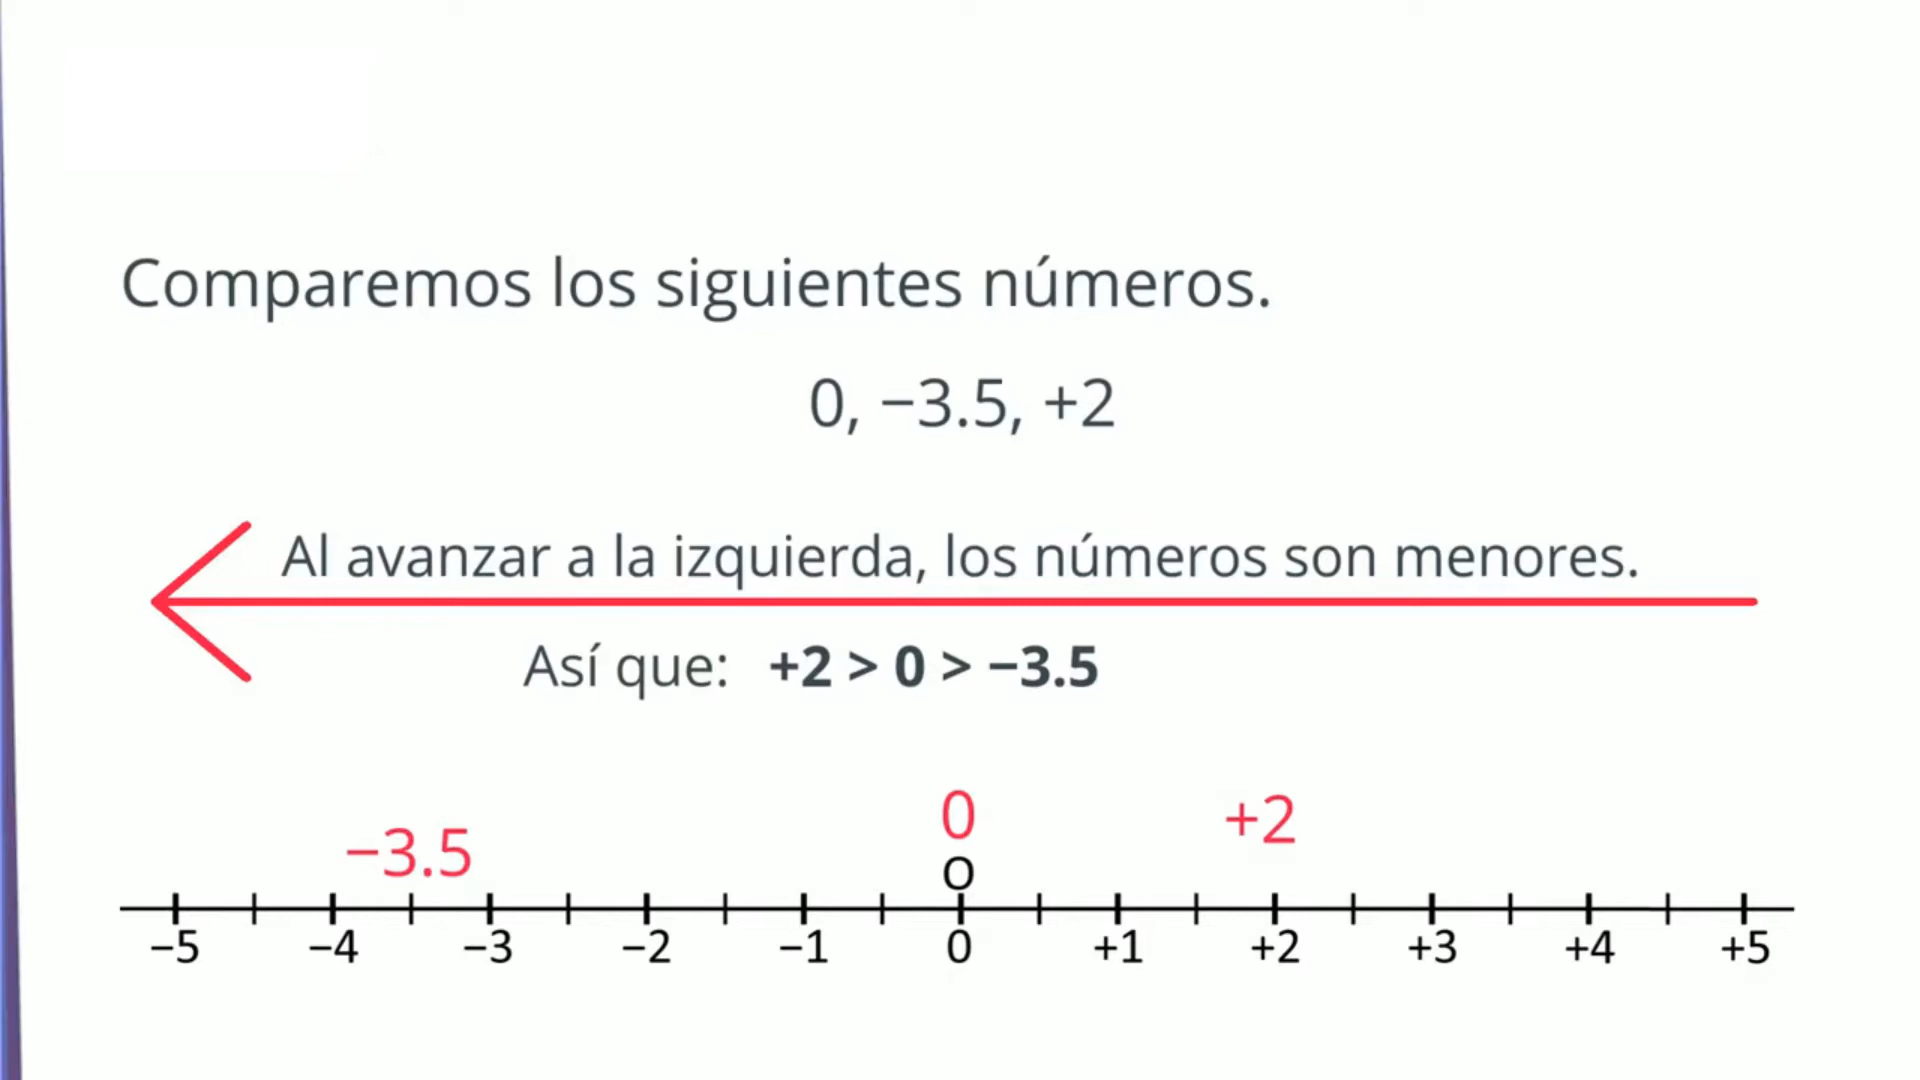 Comparemos los siguientes números.
0, −3.5, +2
Al avanzar a la izquierda, los números son menores.
Así que: +2 > 0 > −3.5
−3.5 0 +2
O
−5 −4 −3 −2 −1 0 +1 +2 +3 +4 +5